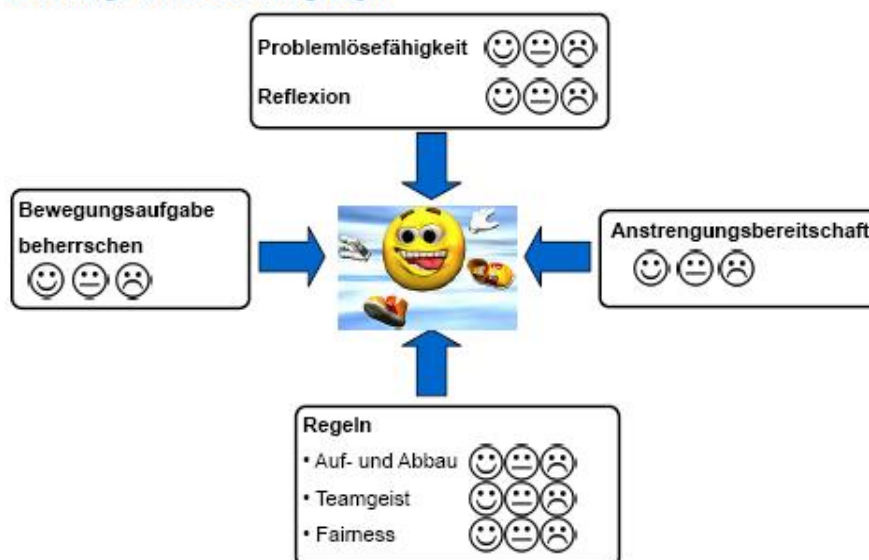 Problemlösefähigkeit
Reflexion
Bewegungsaufgabe
beherrschen
Anstrengungsbereitschaft
Regeln
• Auf- und Abbau
• Teamgeist
• Fairness